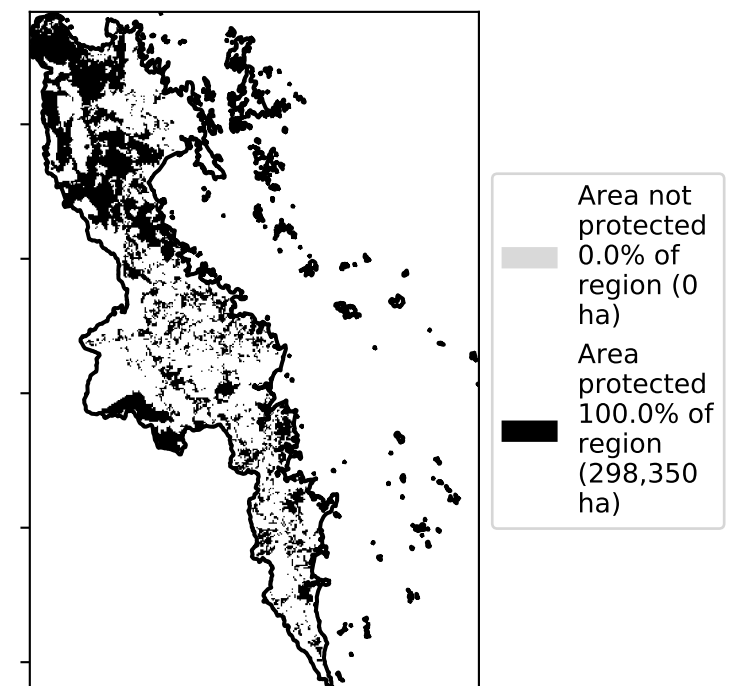 Area not
protected
0.0% of
region (0
ha)
Area
protected
100.0% of
region
(298,350
ha)